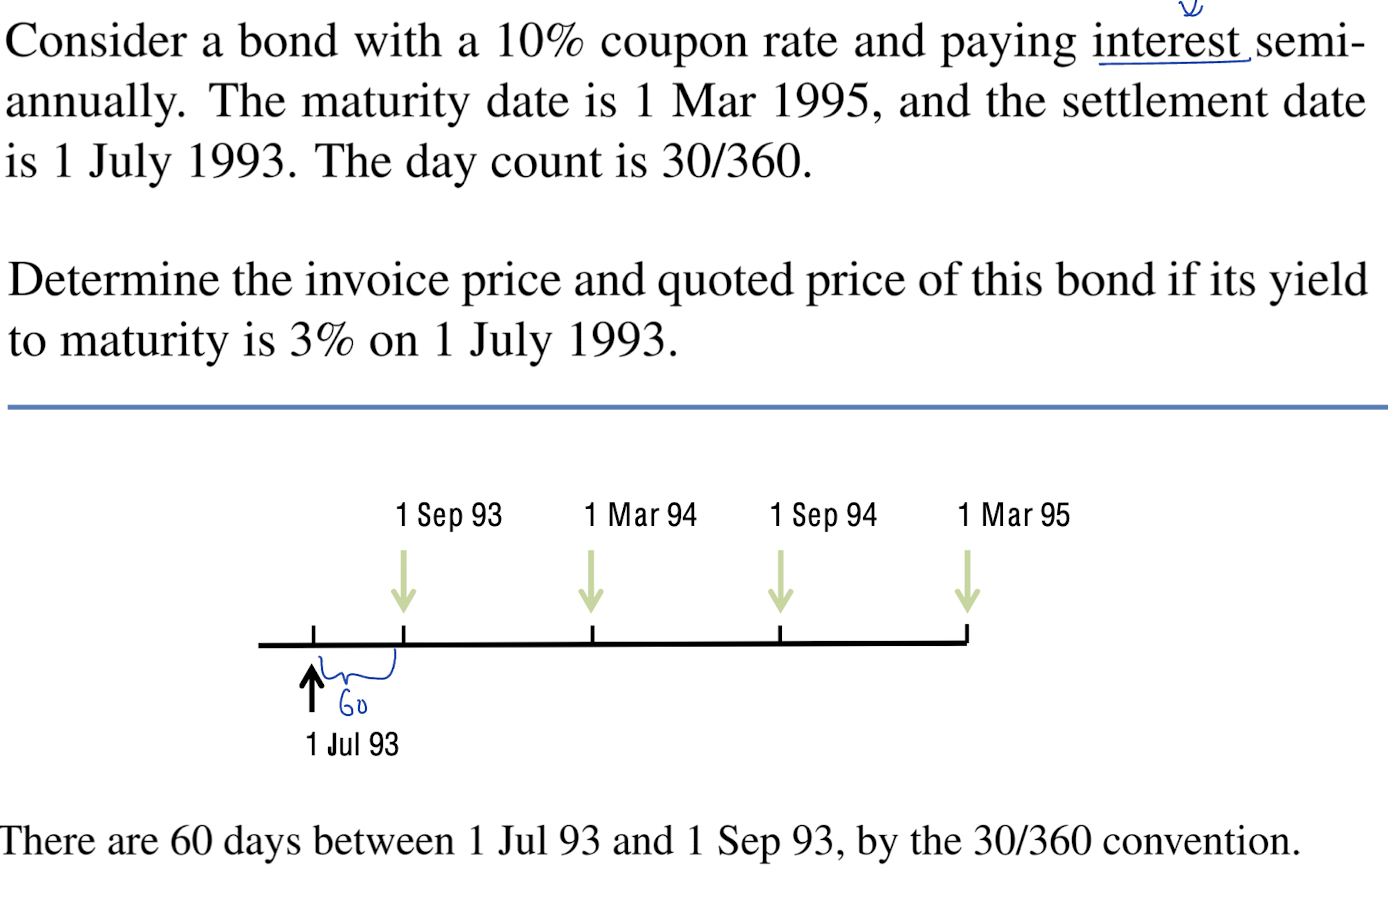 Consider a bond with a 10% coupon rate and paying interest semi-
annually. The maturity date is 1 Mar 1995, and the settlement date
is 1 July 1993. The day count is 30/360.
Determine the invoice price and quoted price of this bond if its yield
to maturity is 3% on 1 July 1993.
1 Sep 93 1 Mar 94 1 Sep 94 1 Mar 95
60
1 Jul 93
There are 60 days between 1 Jul 93 and 1 Sep 93, by the 30/360 convention.